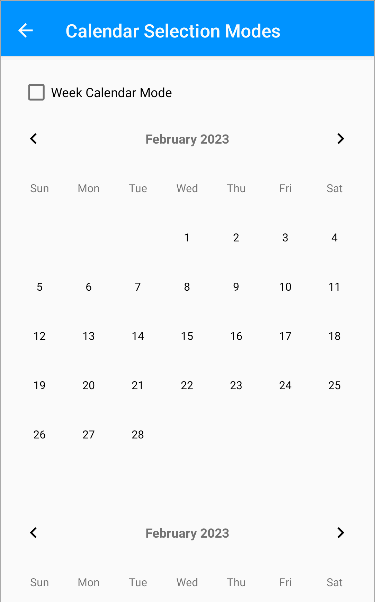 Calendar Selection Modes
Week Calendar Mode
February 2023
Sun Mon Tue Wed Thu Fri Sat
1 2 3 4
5 6 7 8 9 10 11
12 13 14 15 16 17 18
19 20 21 22 23 24 25
26 27 28
February 2023
Sun Mon Tue Wed Thu Fri Sat